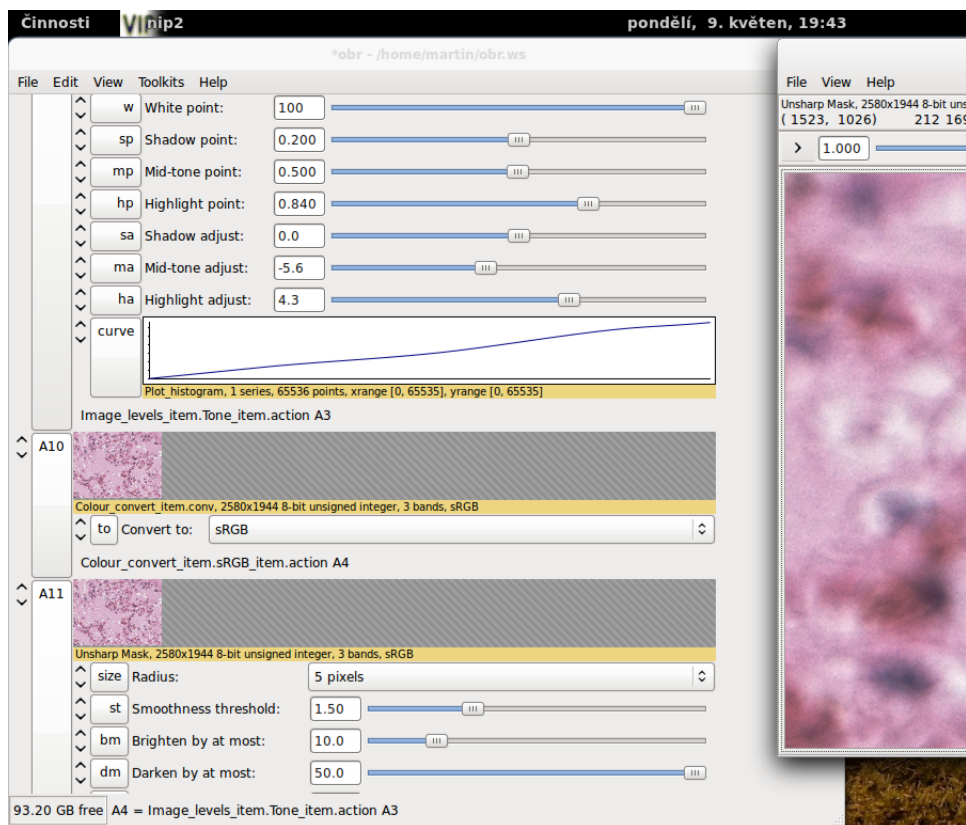 Činnosti nip2 pondělí, 9. květen, 19:43
*obr - /home/martin/obr.ws
File Edit View Toolkits Help
w White point: 100
sp Shadow point: 0.200
mp Mid-tone point: 0.500
hp Highlight point: 0.840
sa Shadow adjust: 0.0
ma Mid-tone adjust: -5.6
ha Highlight adjust: 4.3
curve
Plot_histogram, 1 series, 65536 points, xrange [0, 65535], yrange [0, 65535]
Image_levels_item.Tone_item.action A3
A10
Colour_convert_item.conv, 2580x1944 8-bit unsigned integer, 3 bands, sRGB
to Convert to: sRGB
Colour_convert_item.sRGB_item.action A4
A11
Unsharp Mask, 2580x1944 8-bit unsigned integer, 3 bands, sRGB
size Radius: 5 pixels
st Smoothness threshold: 1.50
bm Brighten by at most: 10.0
dm Darken by at most: 50.0
93.20 GB free A4 = Image_levels_item.Tone_item.action A3
File View Help
Unsharp Mask, 2580x1944 8-bit uns
( 1523, 1026) 212 169
1.000